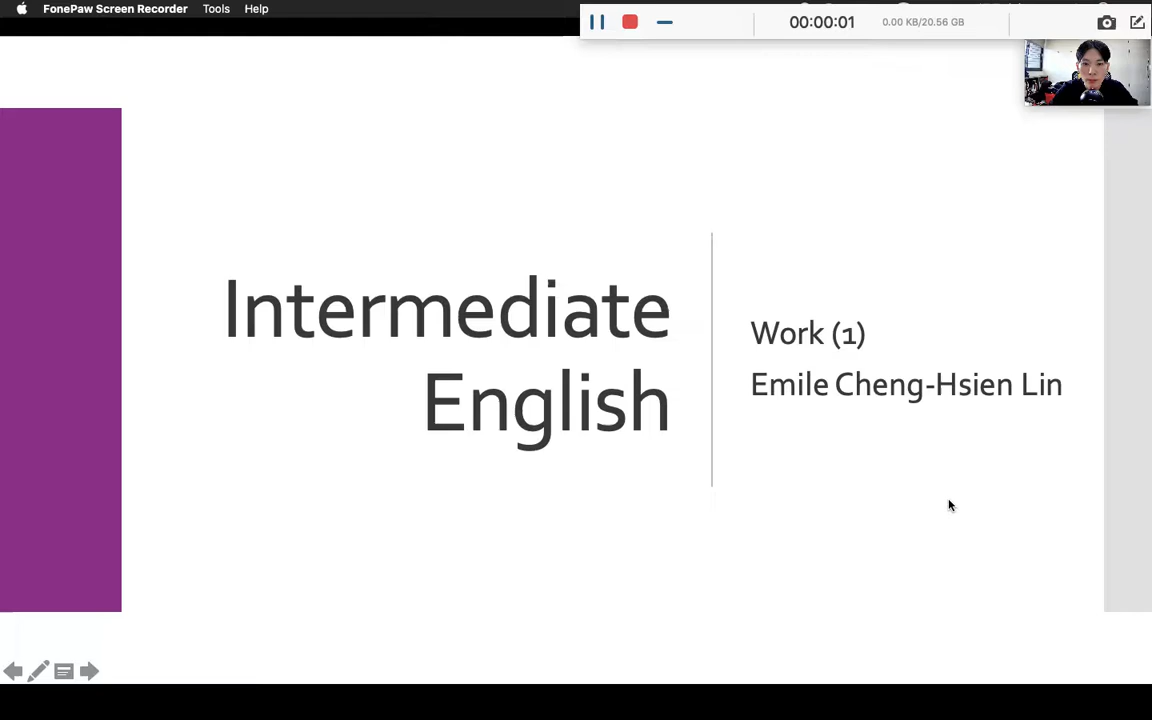 FonePaw Screen Recorder Tools Help
00:00:01 0.00 KB/20.56 GB
Intermediate
English
Work (1)
Emile Cheng-Hsien Lin